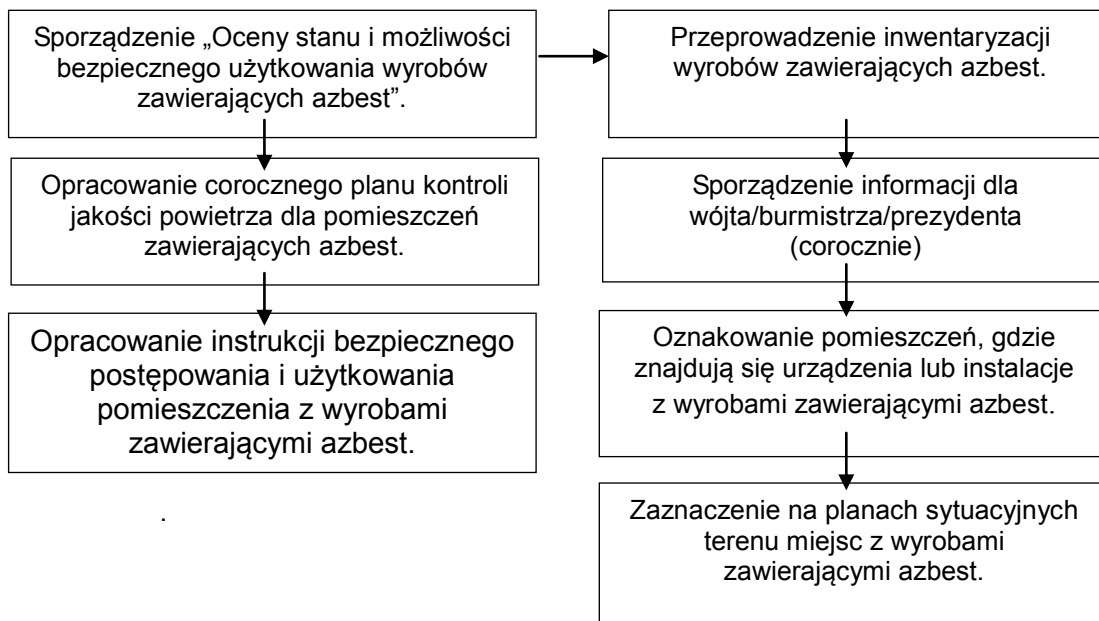 Sporządzenie „Oceny stanu i możliwości
bezpiecznego użytkowania wyrobów
zawierających azbest”.
Przeprowadzenie inwentaryzacji
wyrobów zawierających azbest.
Opracowanie corocznego planu kontroli
jakości powietrza dla pomieszczeń
zawierających azbest.
Sporządzenie informacji dla
wójta/burmistrza/prezydenta
(corocznie)
Opracowanie instrukcji bezpiecznego
postępowania i użytkowania
pomieszczenia z wyrobami
zawierającymi azbest.
Oznakowanie pomieszczeń, gdzie
znajdują się urządzenia lub instalacje
z wyrobami zawierającymi azbest.
.
Zaznaczenie na planach sytuacyjnych
terenu miejsc z wyrobami
zawierającymi azbest.